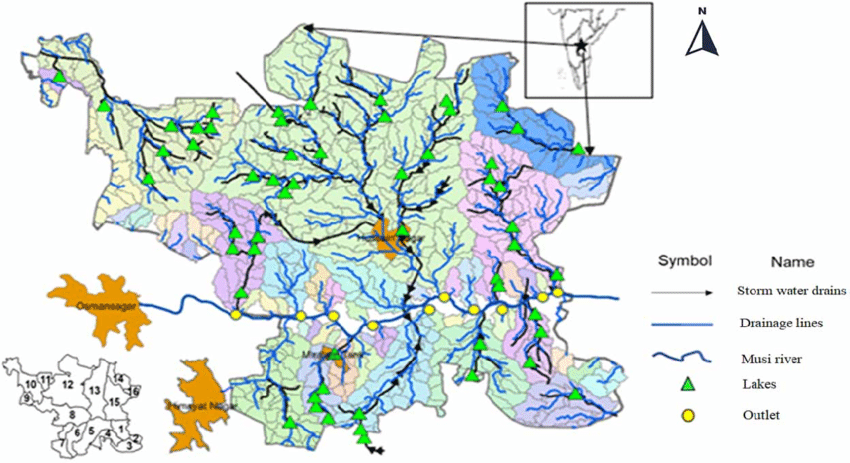 N
Hussain Sagar
Osmansagar
Mir Alam Tank
Himayat Nagar
Symbol Name
Storm water drains
Drainage lines
Musi river
Lakes
Outlet
10 11 12 13 14 16
9 15
8
7 6 5 4 1 2
3